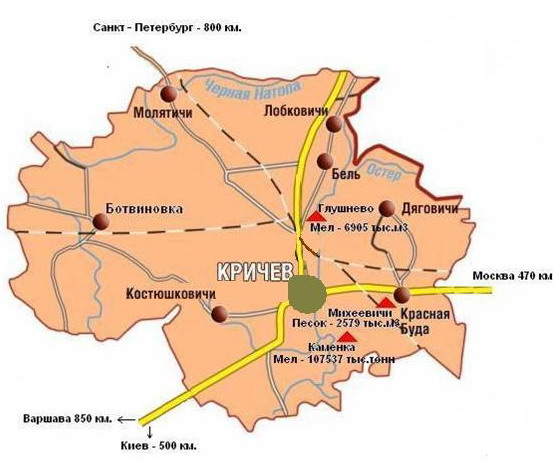 Санкт - Петербург - 800 км.
Черная Натопа
Молятичи
Лобковичи
Бель
Остер
Ботвиновка
Глушнево
Дяговичи
Мел - 6905 тыс.м3
КРИЧЕВ
Москва 470 км
Костюшковичи
Михеевичи
Красная
Буда
Песок - 2579 тыс.м3
Каменка
Мел - 107537 тыс.тонн
Варшава 850 км.
Киев - 500 км.